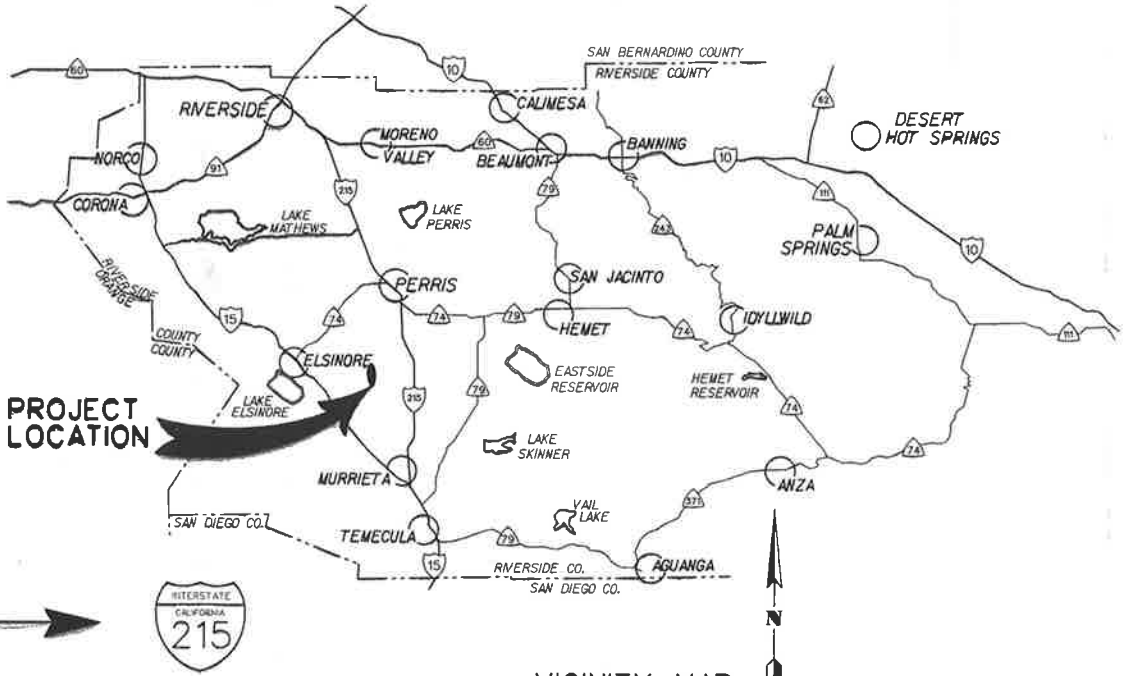 SAN BERNARDINO COUNTY
RIVERSIDE COUNTY
60
10
62
RIVERSIDE
CALIMESA
DESERT
HOT SPRINGS
MORENO
VALLEY
60
BEAUMONT
BANNING
10
NORCO
91
215
79
111
CORONA
LAKE
MATHEWS
LAKE
PERRIS
243
PALM
SPRINGS
10
RIVERSIDE
ORANGE
PERRIS
SAN JACINTO
15
74
74
79
HEMET
74
IDYLLWILD
111
COUNTY
COUNTY
ELSINORE
EASTSIDE
RESERVOIR
HEMET
RESERVOIR
LAKE
ELSINORE
215
79
74
PROJECT
LOCATION
LAKE
SKINNER
74
MURRIETA
ANZA
371
SAN DIEGO CO.
VAIL
LAKE
TEMECULA
79
15
RIVERSIDE CO.
SAN DIEGO CO.
AGUANGA
INTERSTATE
CALIFORNIA
215
N
VICINITY MAP